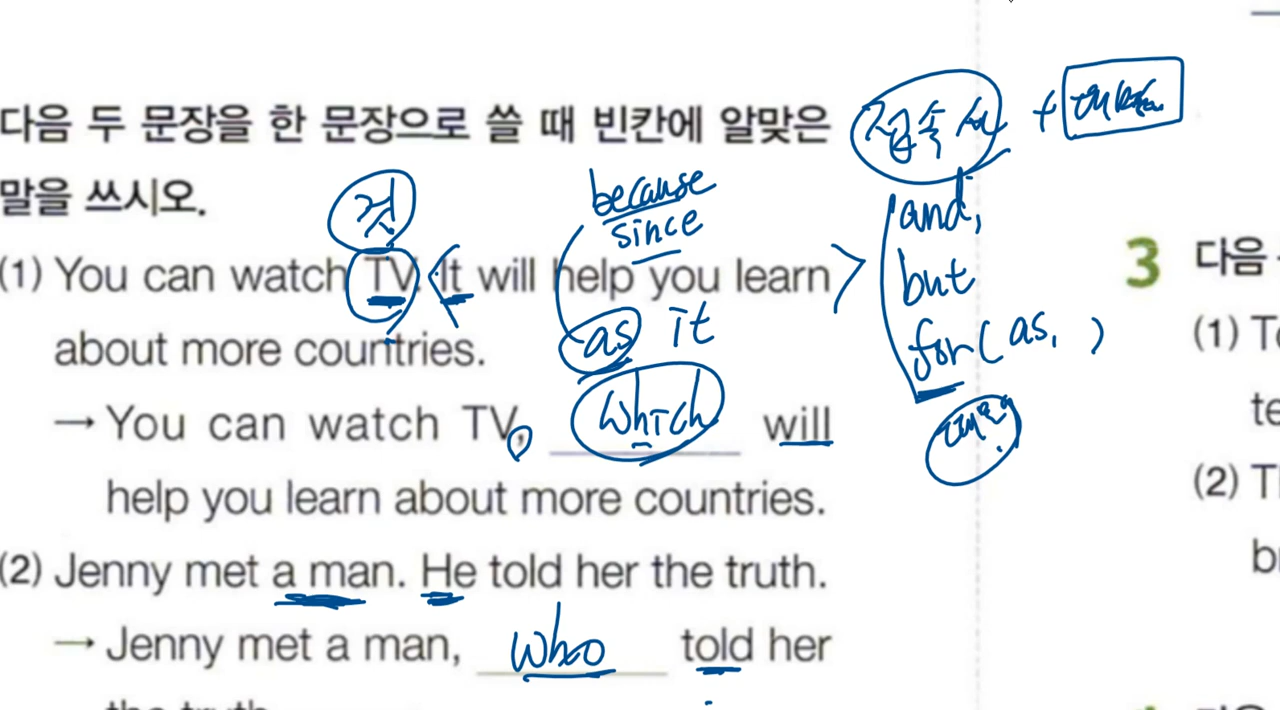 다음 두 문장을 한 문장으로 쓸 때 빈칸에 알맞은
말을 쓰시오.
접속사 +
것
because
since
and,
but
for( as, )
(1) You can watch TV. It will help you learn
about more countries.
as it
→ You can watch TV, which will
help you learn about more countries.
(2) Jenny met a man. He told her the truth.
→ Jenny met a man, who told her
3 다음
(1) T
te
(2) T
b